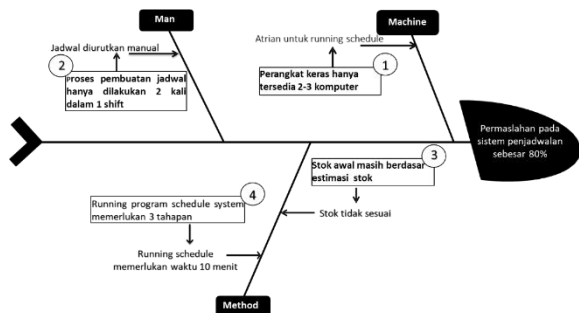 Man
Machine
Jadwal diurutkan manual
Atrian untuk running schedule
2
Proses pembuatan jadwal
hanya dilakukan 2 kali
dalam 1 shift
1
Perangkat keras hanya
tersedia 2-3 komputer
Permaslahan pada
sistem penjadwalan
sebesar 80%
3
Stok awal masih berdasar
estimasi stok
Stok tidak sesuai
4
Running program schedule system
memerlukan 3 tahapan
Running schedule
memerlukan waktu 10 menit
Method